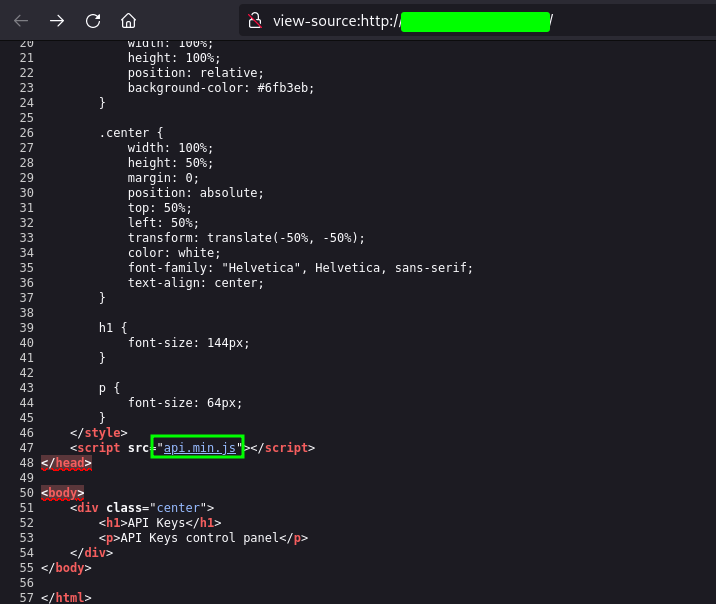 view-source:http:// /
20 width: 100%;
21 height: 100%;
22 position: relative;
23 background-color: #6fb3eb;
24 }
25
26 .center {
27 width: 100%;
28 height: 50%;
29 margin: 0;
30 position: absolute;
31 top: 50%;
32 left: 50%;
33 transform: translate(-50%, -50%);
34 color: white;
35 font-family: "Helvetica", Helvetica, sans-serif;
36 text-align: center;
37 }
38
39 h1 {
40 font-size: 144px;
41 }
42
43 p {
44 font-size: 64px;
45 }
46 </style>
47 <script src="api.min.js"></script>
48 </head>
49
50 <body>
51 <div class="center">
52 <h1>API Keys</h1>
53 <p>API Keys control panel</p>
54 </div>
55 </body>
56
57 </html>